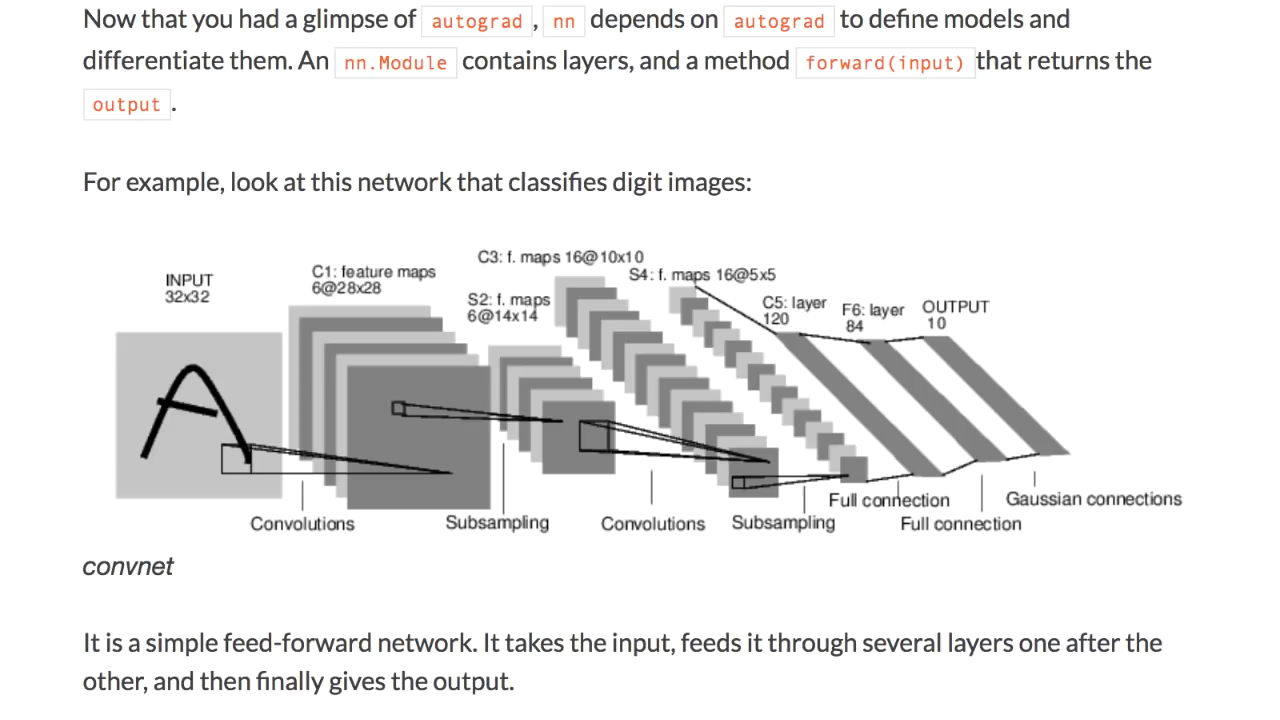 Now that you had a glimpse of autograd , nn depends on autograd to define models and
differentiate them. An nn.Module contains layers, and a method forward(input) that returns the
output .
For example, look at this network that classifies digit images:
INPUT
32x32
C1: feature maps
6@28x28
S2: f. maps
6@14x14
C3: f. maps 16@10x10
S4: f. maps 16@5x5
C5: layer
120
F6: layer
84
OUTPUT
10
A
Convolutions
Subsampling
Convolutions
Subsampling
Full connection
Full connection
Gaussian connections
convnet
It is a simple feed-forward network. It takes the input, feeds it through several layers one after the
other, and then finally gives the output.